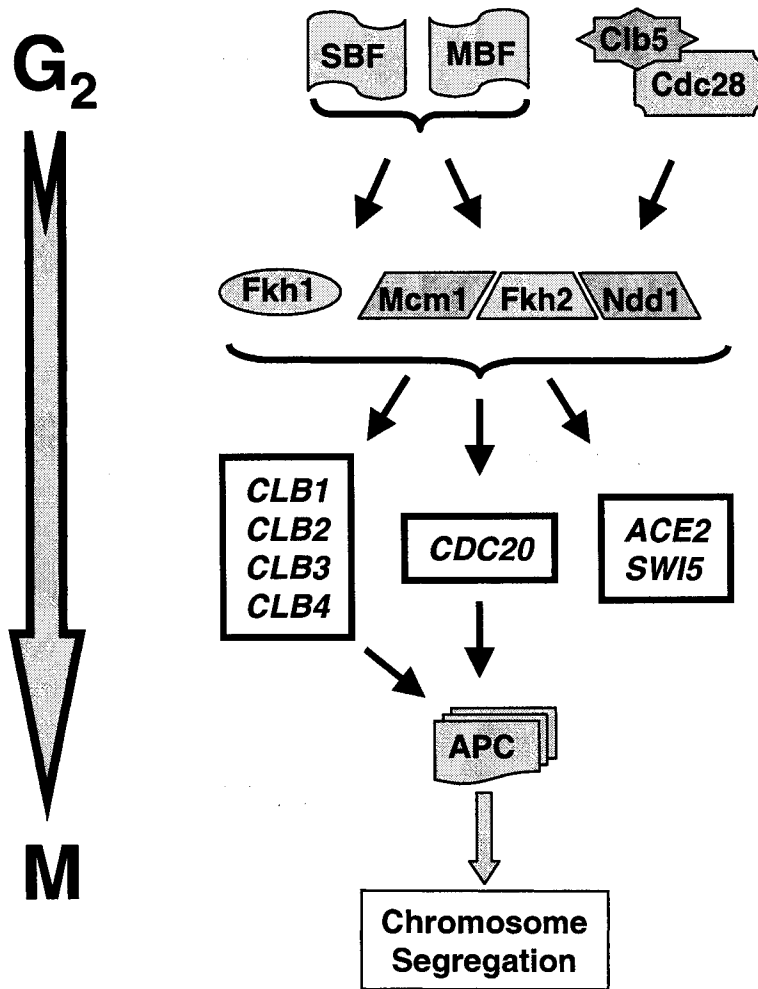 G2
SBF
MBF
Clb5
Cdc28
Fkh1
Mcm1
Fkh2
Ndd1
CLB1
CLB2
CLB3
CLB4
CDC20
ACE2
SWI5
APC
M
Chromosome
Segregation